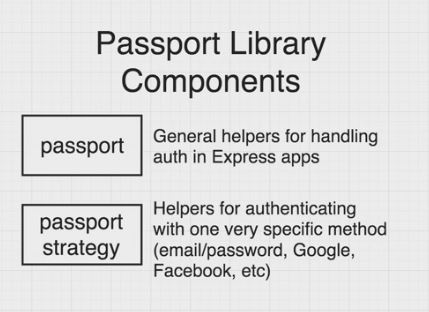 Passport Library
Components
passport
General helpers for handling
auth in Express apps
passport
strategy
Helpers for authenticating
with one very specific method
(email/password, Google,
Facebook, etc)